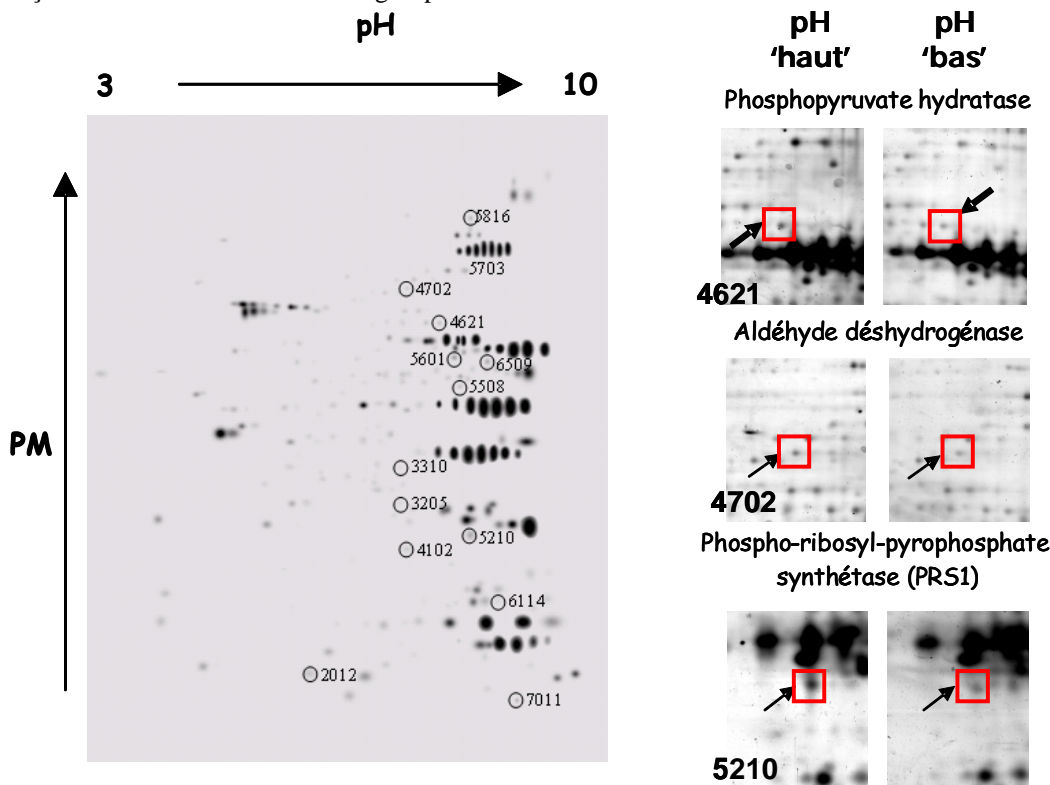 pH
3
10
PM
5816
5703
4702
4621
5601
6509
5508
3310
3205
5210
4102
6114
2012
7011
pH
'haut'
pH
'bas'
Phosphopyruvate hydratase
4621
Aldéhyde déshydrogénase
4702
Phospho-ribosyl-pyrophosphate
synthétase (PRS1)
5210